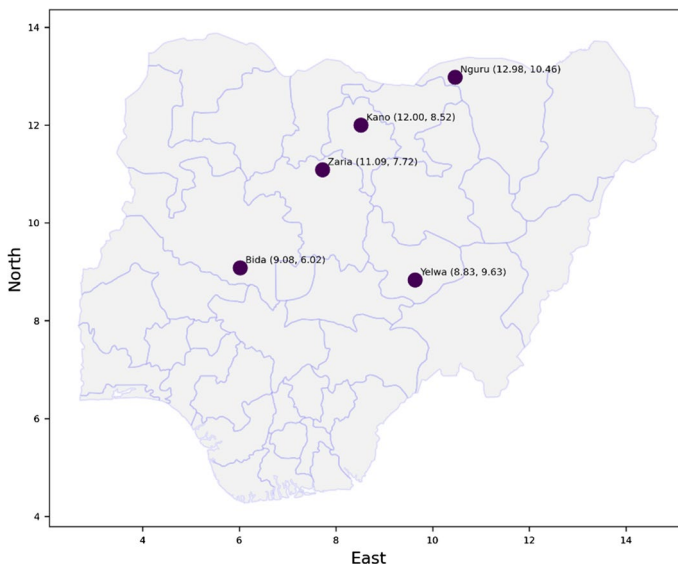 14
12
10
8
6
4
North
Nguru (12.98, 10.46)
Kano (12.00, 8.52)
Zaria (11.09, 7.72)
Bida (9.08, 6.02)
Yelwa (8.83, 9.63)
4
6
8
10
12
14
East